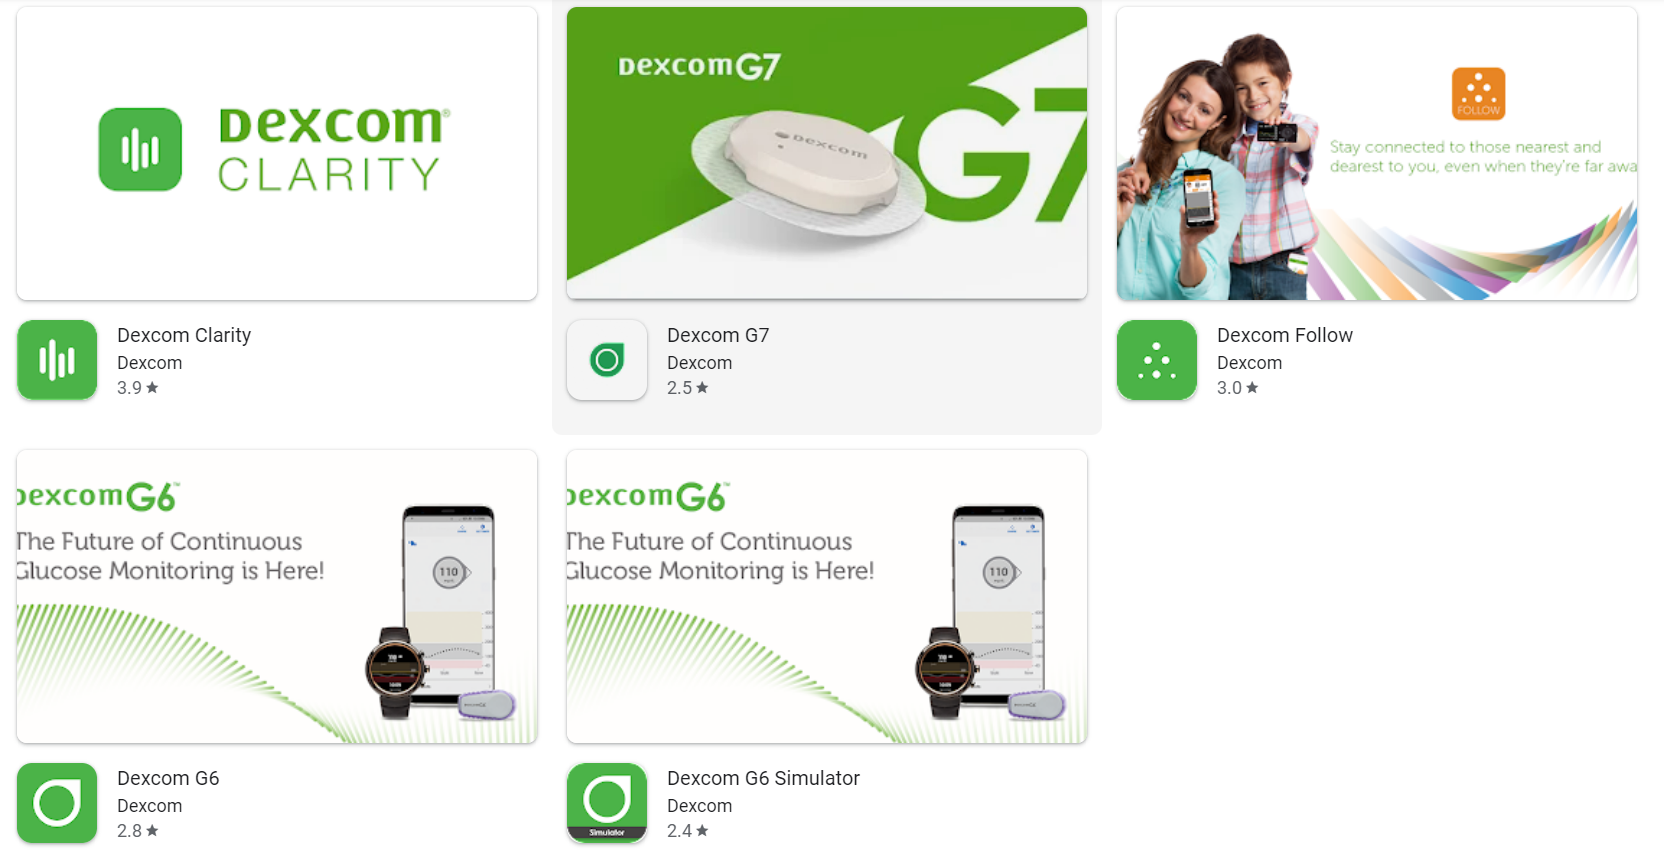 Dexcom®
CLARITY
Dexcom Clarity
Dexcom
3.9 ★
DexcomG7
Dexcom
G7
Dexcom G7
Dexcom
2.5 ★
FOLLOW
Stay connected to those nearest and
dearest to you, even when they're far awa
Dexcom Follow
Dexcom
3.0 ★
DexcomG6™
The Future of Continuous
Glucose Monitoring is Here!
110
Dexcom G6
Dexcom
2.8 ★
DexcomG6™
The Future of Continuous
Glucose Monitoring is Here!
110
Simulator
Dexcom G6 Simulator
Dexcom
2.4 ★